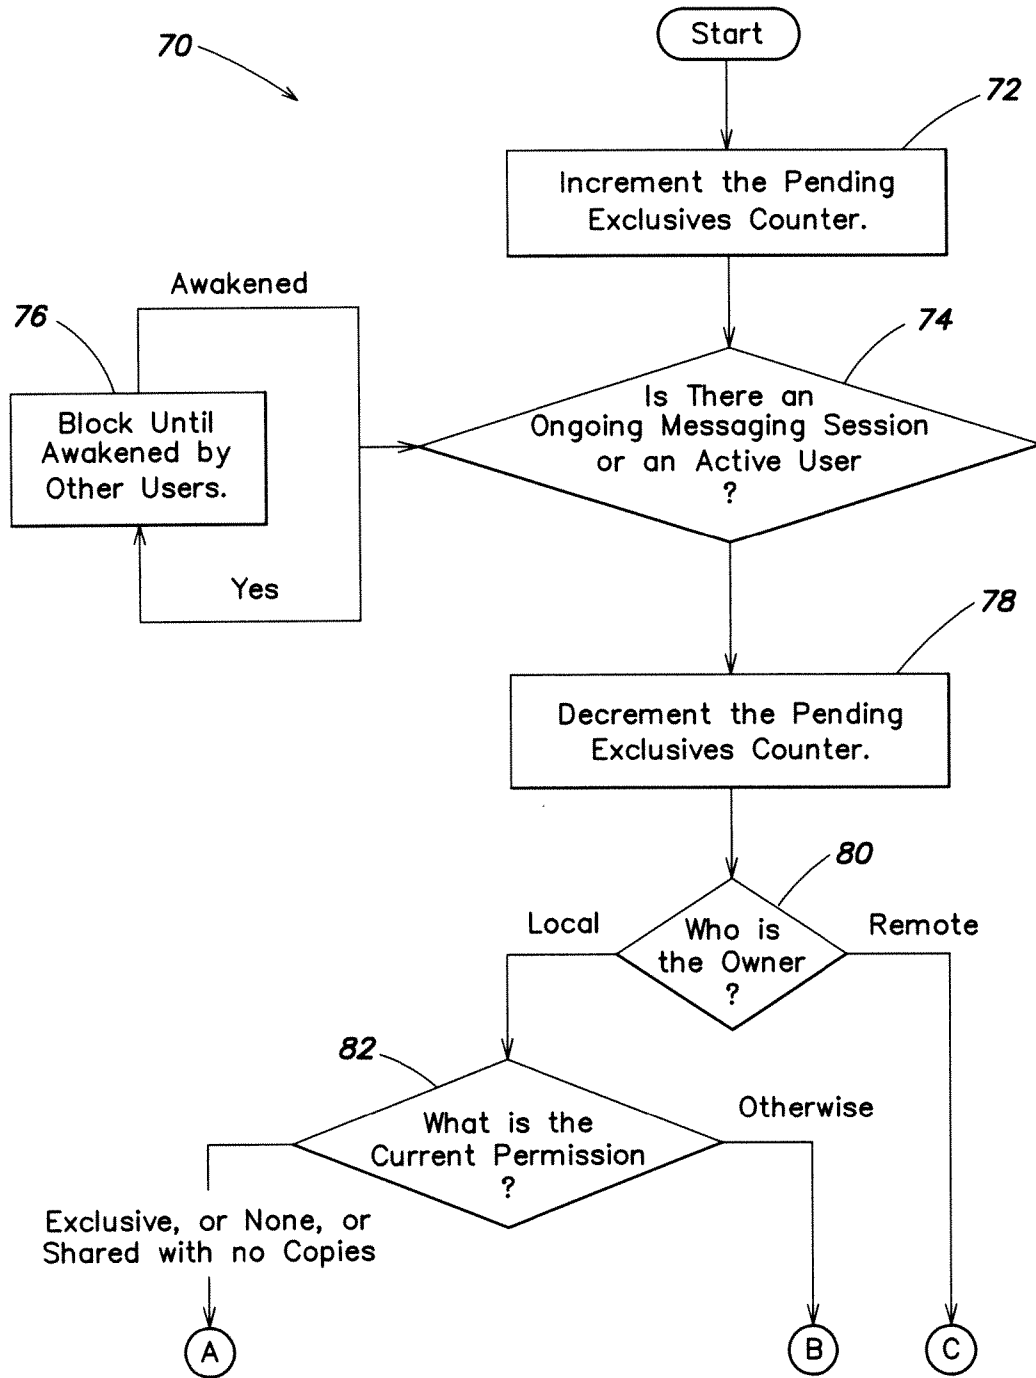 Start
70
72
Increment the Pending
Exclusives Counter.
Awakened
76
74
Block Until
Awakened by
Other Users.
Is There an
Ongoing Messaging Session
or an Active User
?
Yes
78
Decrement the Pending
Exclusives Counter.
80
Local
Who is
the Owner
?
Remote
82
What is the
Current Permission
?
Otherwise
Exclusive, or None, or
Shared with no Copies
A
B
C